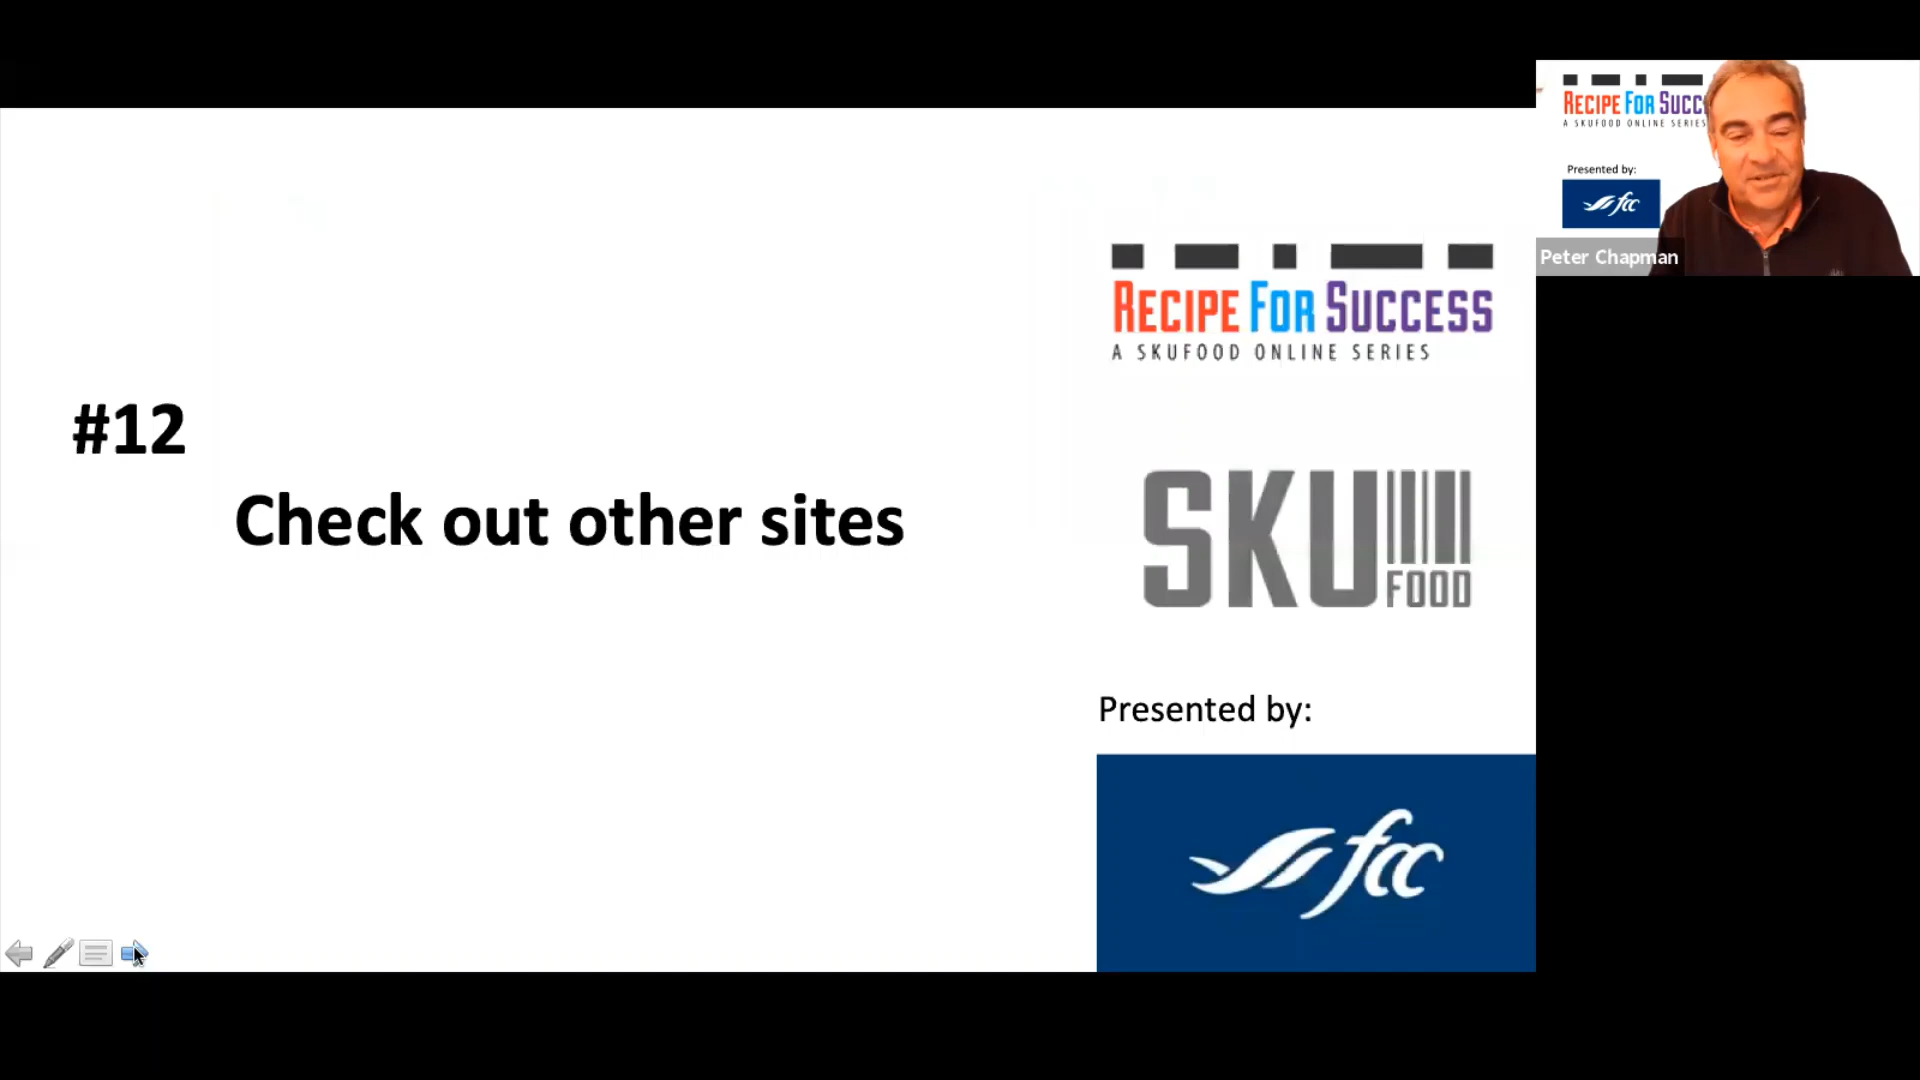 #12
Check out other sites
RECIPE FOR SUCCESS
A SKUFOOD ONLINE SERIES
SKU
FOOD
Presented by:
fcc
RECIPE FOR SUCC
A SKUFOOD ONLINE SERIES
Presented by:
fcc
Peter Chapman